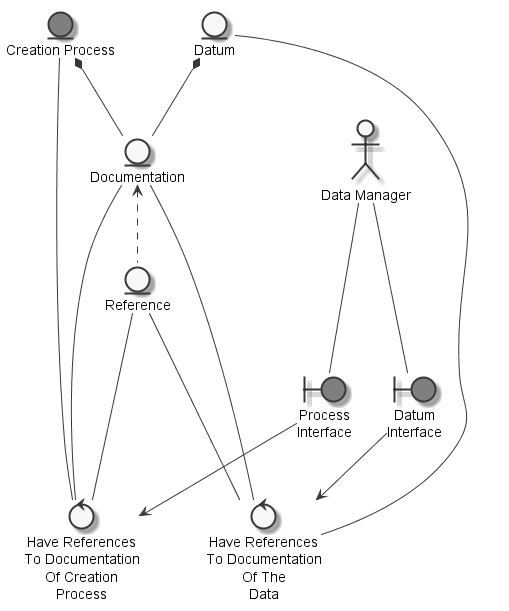 Creation Process
Datum
Documentation
Data Manager
Reference
Process
Interface
Datum
Interface
Have References
To Documentation
Of Creation
Process
Have References
To Documentation
Of The
Data